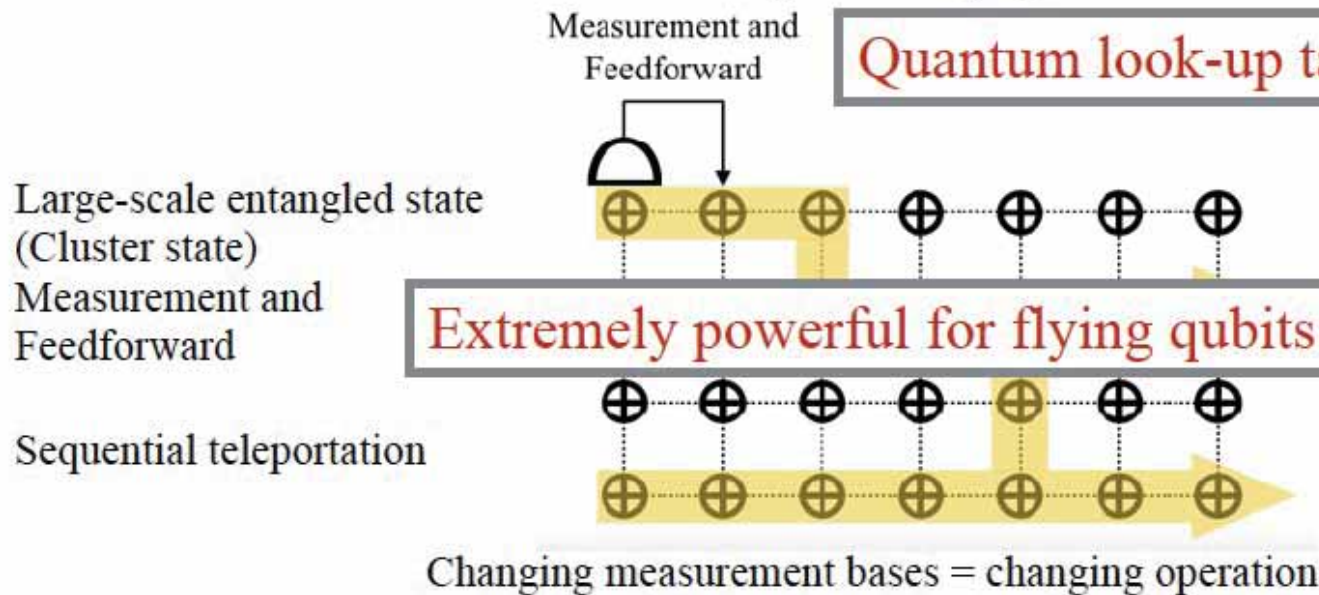 Measurement and
Feedforward
Quantum look-up
Large-scale entangled state
(Cluster state)
Measurement and
Feedforward
Extremely powerful for flying qubits
Sequential teleportation
Changing measurement bases = changing operation